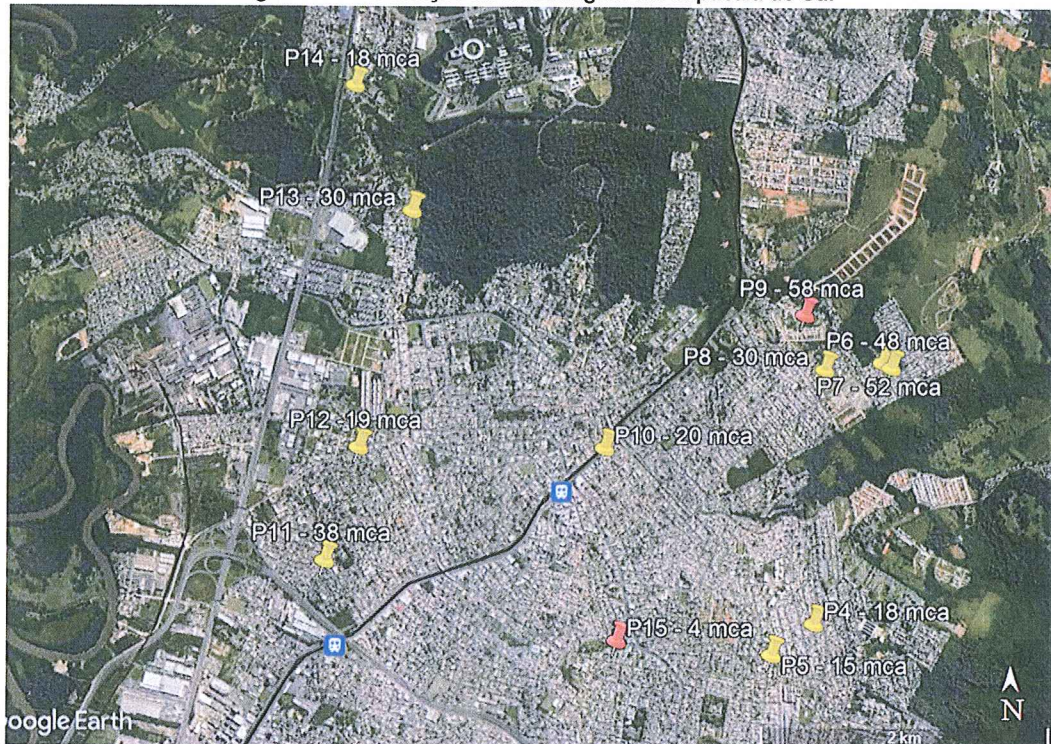 P14 - 18 mca
P13 - 30 mca
P9 - 58 mca
P6 - 48 mca
P8 - 30 mca
P7 - 52 mca
P12 - 19 mca
P10 - 20 mca
P11 - 38 mca
P4 - 18 mca
P15 - 4 mca
P5 - 15 mca
N
oogle Earth
2 km